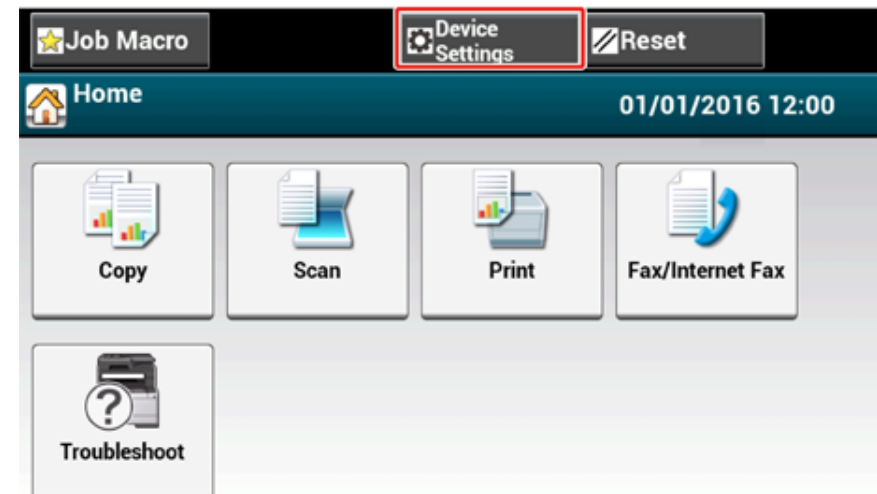 Job Macro
Device
Settings
Reset
Home
01/01/2016 12:00
Copy
Scan
Print
Fax/Internet Fax
?
Troubleshoot